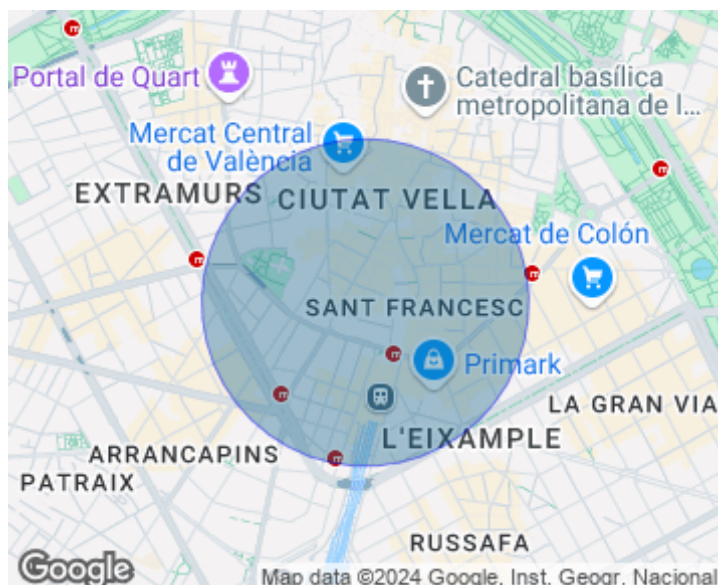 Portal de Quart
Catedral basílica
metropolitana de l...
Mercat Central
de València
EXTRAMURS
CIUTAT VELLA
Mercat de Colón
SANT FRANCESC
Primark
LA GRAN VIA
L'EIXAMPLE
ARRANCAPINS
PATRAIX
RUSSAFA
Google
Map data ©2024 Google, Inst. Geogr. Nacional